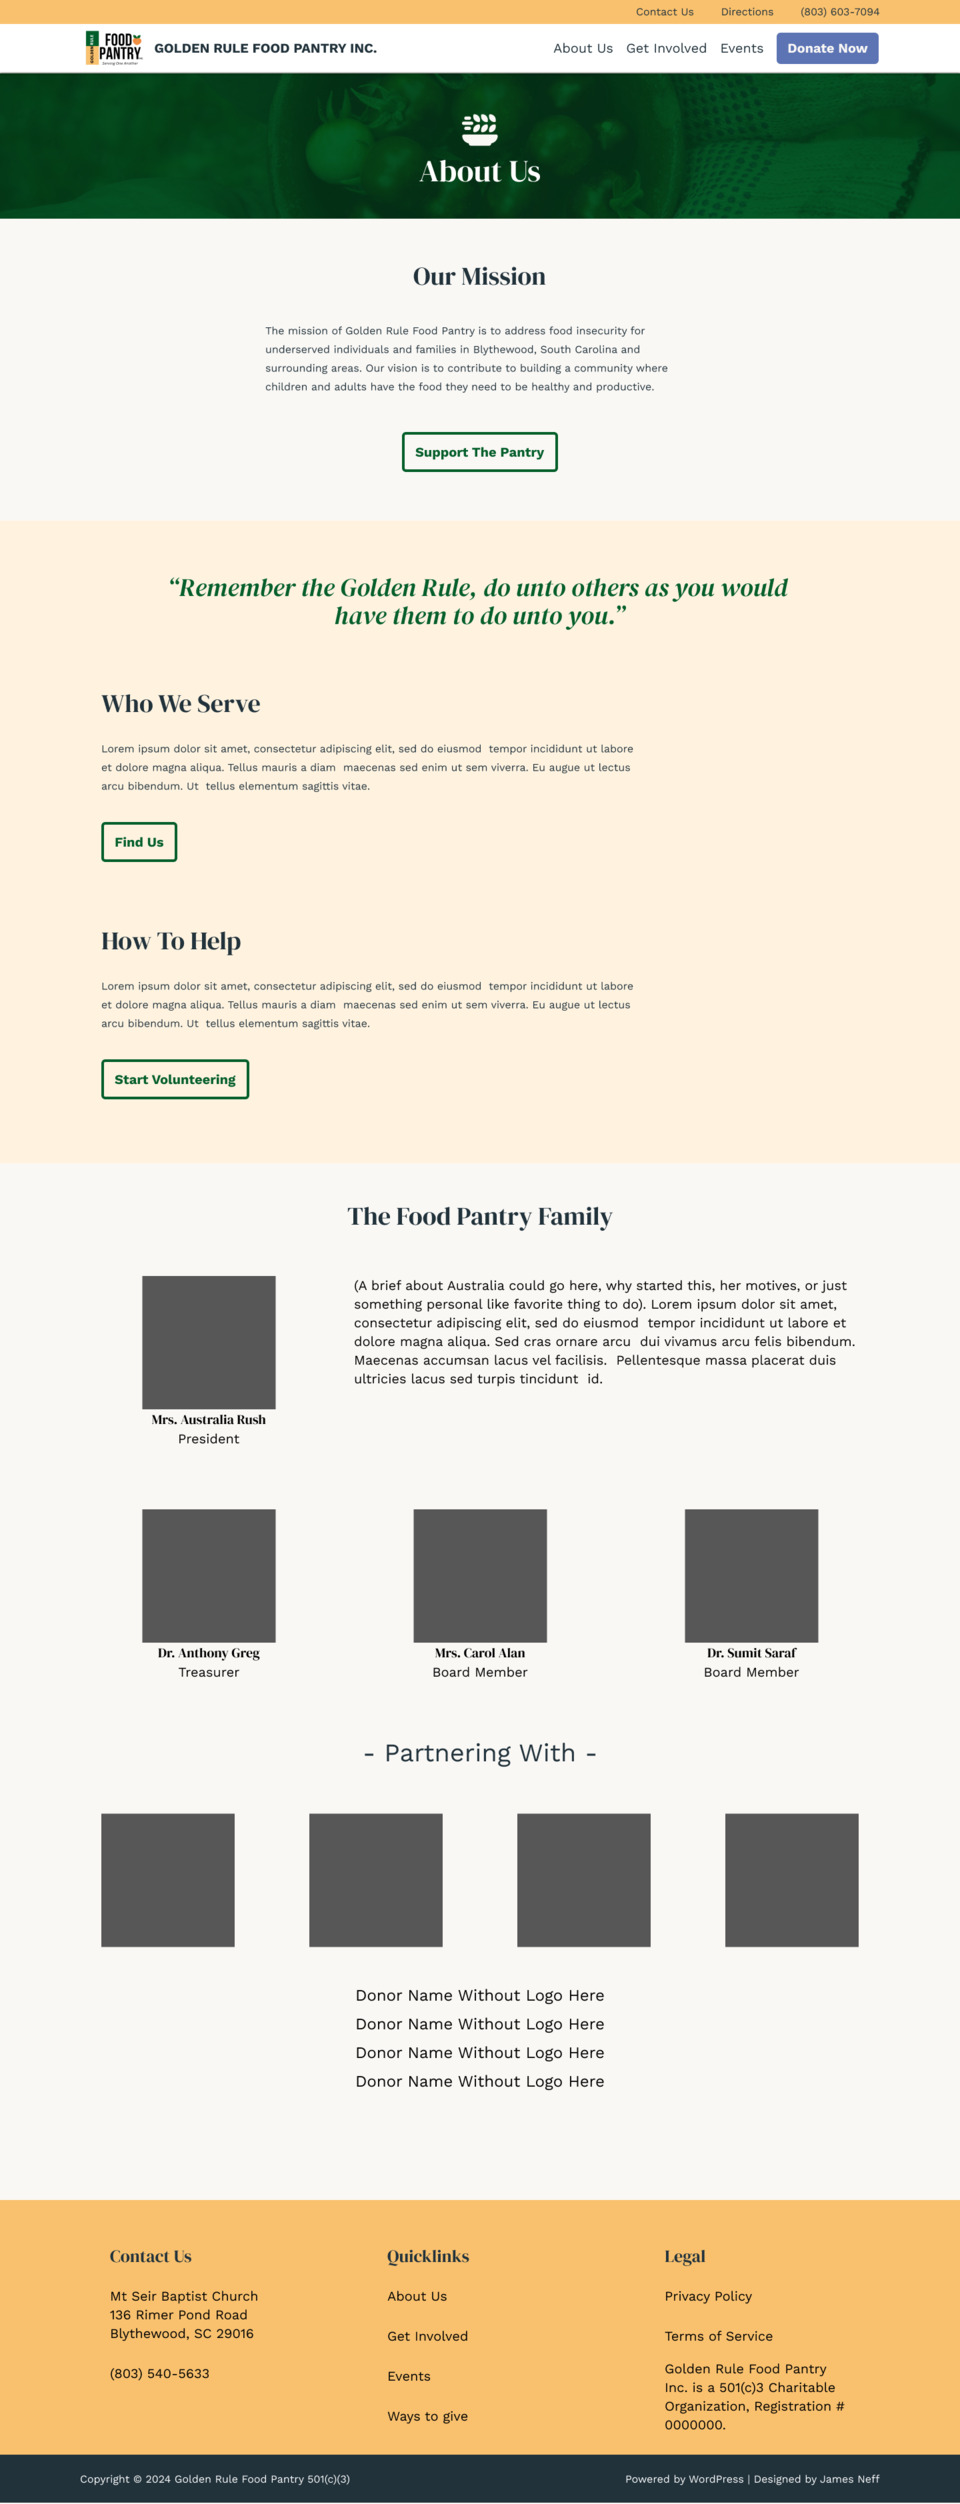 Contact Us Directions (803) 603-7094
GOLDEN RULE
FOOD
PANTRY
Serving One Another
GOLDEN RULE FOOD PANTRY INC.
About Us Get Involved Events Donate Now
About Us
Our Mission
The mission of Golden Rule Food Pantry is to address food insecurity for
underserved individuals and families in Blythewood, South Carolina and
surrounding areas. Our vision is to contribute to building a community where
children and adults have the food they need to be healthy and productive.
Support The Pantry
“Remember the Golden Rule, do unto others as you would
have them to do unto you.”
Who We Serve
Lorem ipsum dolor sit amet, consectetur adipiscing elit, sed do eiusmod  tempor incididunt ut labore
et dolore magna aliqua. Tellus mauris a diam  maecenas sed enim ut sem viverra. Eu augue ut lectus
arcu bibendum. Ut  tellus elementum sagittis vitae.
Find Us
How To Help
Lorem ipsum dolor sit amet, consectetur adipiscing elit, sed do eiusmod  tempor incididunt ut labore
et dolore magna aliqua. Tellus mauris a diam  maecenas sed enim ut sem viverra. Eu augue ut lectus
arcu bibendum. Ut  tellus elementum sagittis vitae.
Start Volunteering
The Food Pantry Family
(A brief about Australia could go here, why started this, her motives, or just
something personal like favorite thing to do). Lorem ipsum dolor sit amet,
consectetur adipiscing elit, sed do eiusmod  tempor incididunt ut labore et
dolore magna aliqua. Sed cras ornare arcu  dui vivamus arcu felis bibendum.
Maecenas accumsan lacus vel facilisis.  Pellentesque massa placerat duis
ultricies lacus sed turpis tincidunt  id.
Mrs. Australia Rush
President
Dr. Anthony Greg
Treasurer
Mrs. Carol Alan
Board Member
Dr. Sumit Saraf
Board Member
- Partnering With -
Donor Name Without Logo Here
Donor Name Without Logo Here
Donor Name Without Logo Here
Donor Name Without Logo Here
Contact Us
Mt Seir Baptist Church
136 Rimer Pond Road
Blythewood, SC 29016
(803) 540-5633
Quicklinks
About Us
Get Involved
Events
Ways to give
Legal
Privacy Policy
Terms of Service
Golden Rule Food Pantry
Inc. is a 501(c)3 Charitable
Organization, Registration #
0000000.
Copyright © 2024 Golden Rule Food Pantry 501(c)(3)
Powered by WordPress | Designed by James Neff